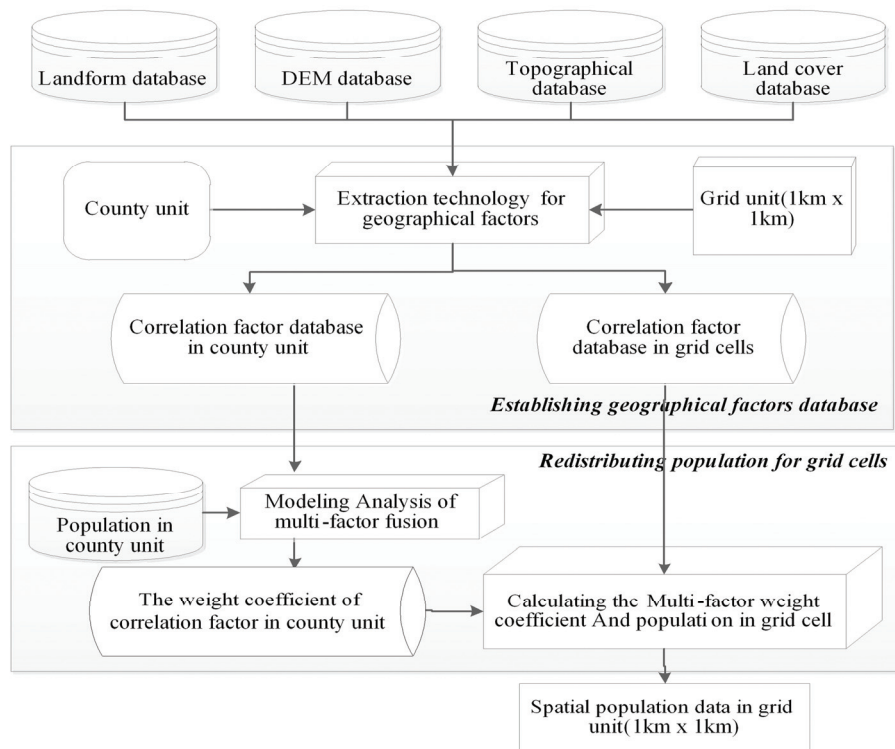 Landform database
DEM database
Topographical
database
Land cover
database
County unit
Extraction technology for
geographical factors
Grid unit(1km x
1km)
Correlation factor database
in county unit
Correlation factor
database in grid cells
Establishing geographical factors database
Redistributing population for grid cells
Population in
county unit
Modeling Analysis of
multi-factor fusion
The weight coefficient of
correlation factor in county unit
Calculating the Multi-factor weight
coefficient And population in grid cell
Spatial population data in grid
unit(1km x 1km)